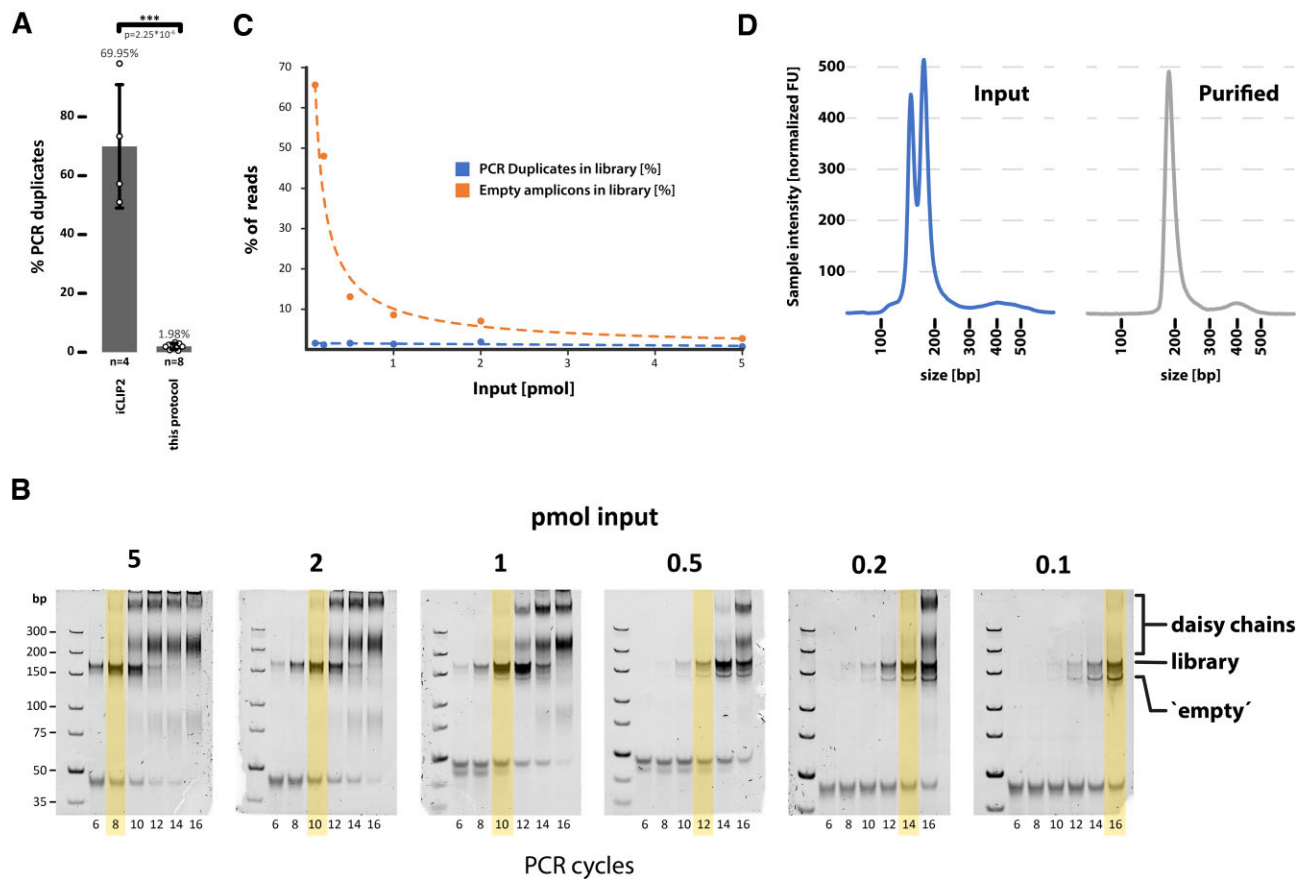 A
***
p=2.25*10⁻⁶
69.95%
% PCR duplicates
80
60
40
20
0
1.98%
n=4
n=8
iCLIP2
this protocol
C
% of reads
70
60
50
40
30
20
10
PCR Duplicates in library [%]
Empty amplicons in library [%]
1
2
3
4
5
Input [pmol]
D
Sample intensity [normalized FU]
500
400
300
200
100
Input
Purified
100
200
300
400
500
size [bp]
100
200
300
400
500
size [bp]
B
pmol input
5
2
1
0.5
0.2
0.1
bp
300
200
150
100
75
50
35
daisy chains
library
`empty´
6 8 10 12 14 16
6 8 10 12 14 16
6 8 10 12 14 16
6 8 10 12 14 16
6 8 10 12 14 16
6 8 10 12 14 16
PCR cycles